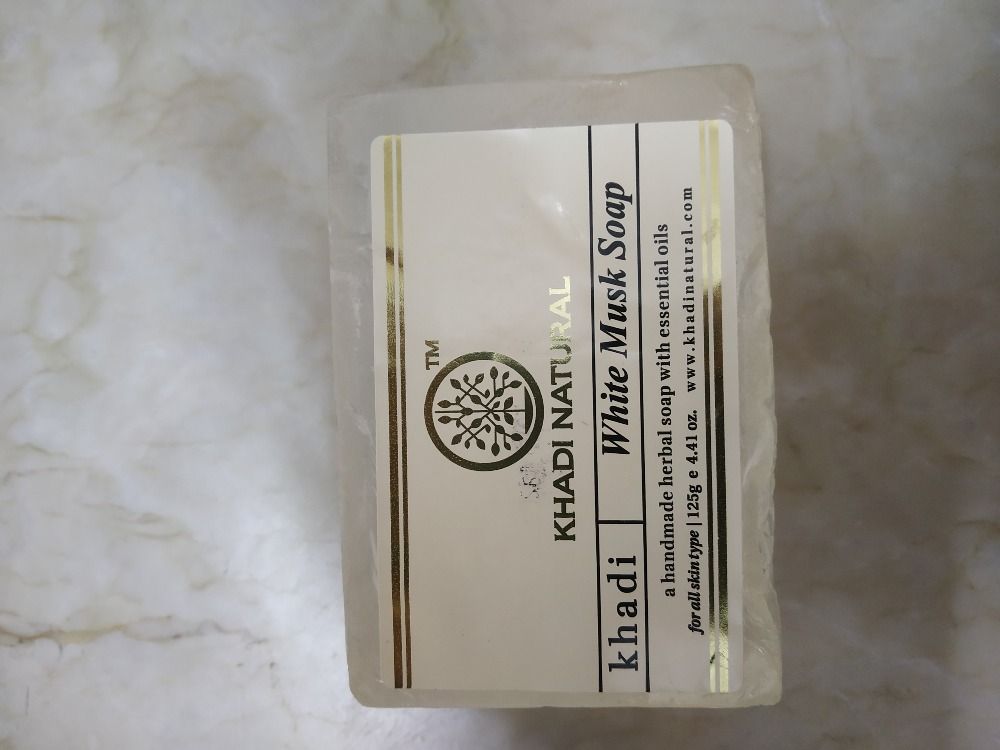 TM
KHADI NATURAL
khadi White Musk Soap
a handmade herbal soap with essential oils
for all skin type | 125g e 4.41 oz. www.khadinatural.com